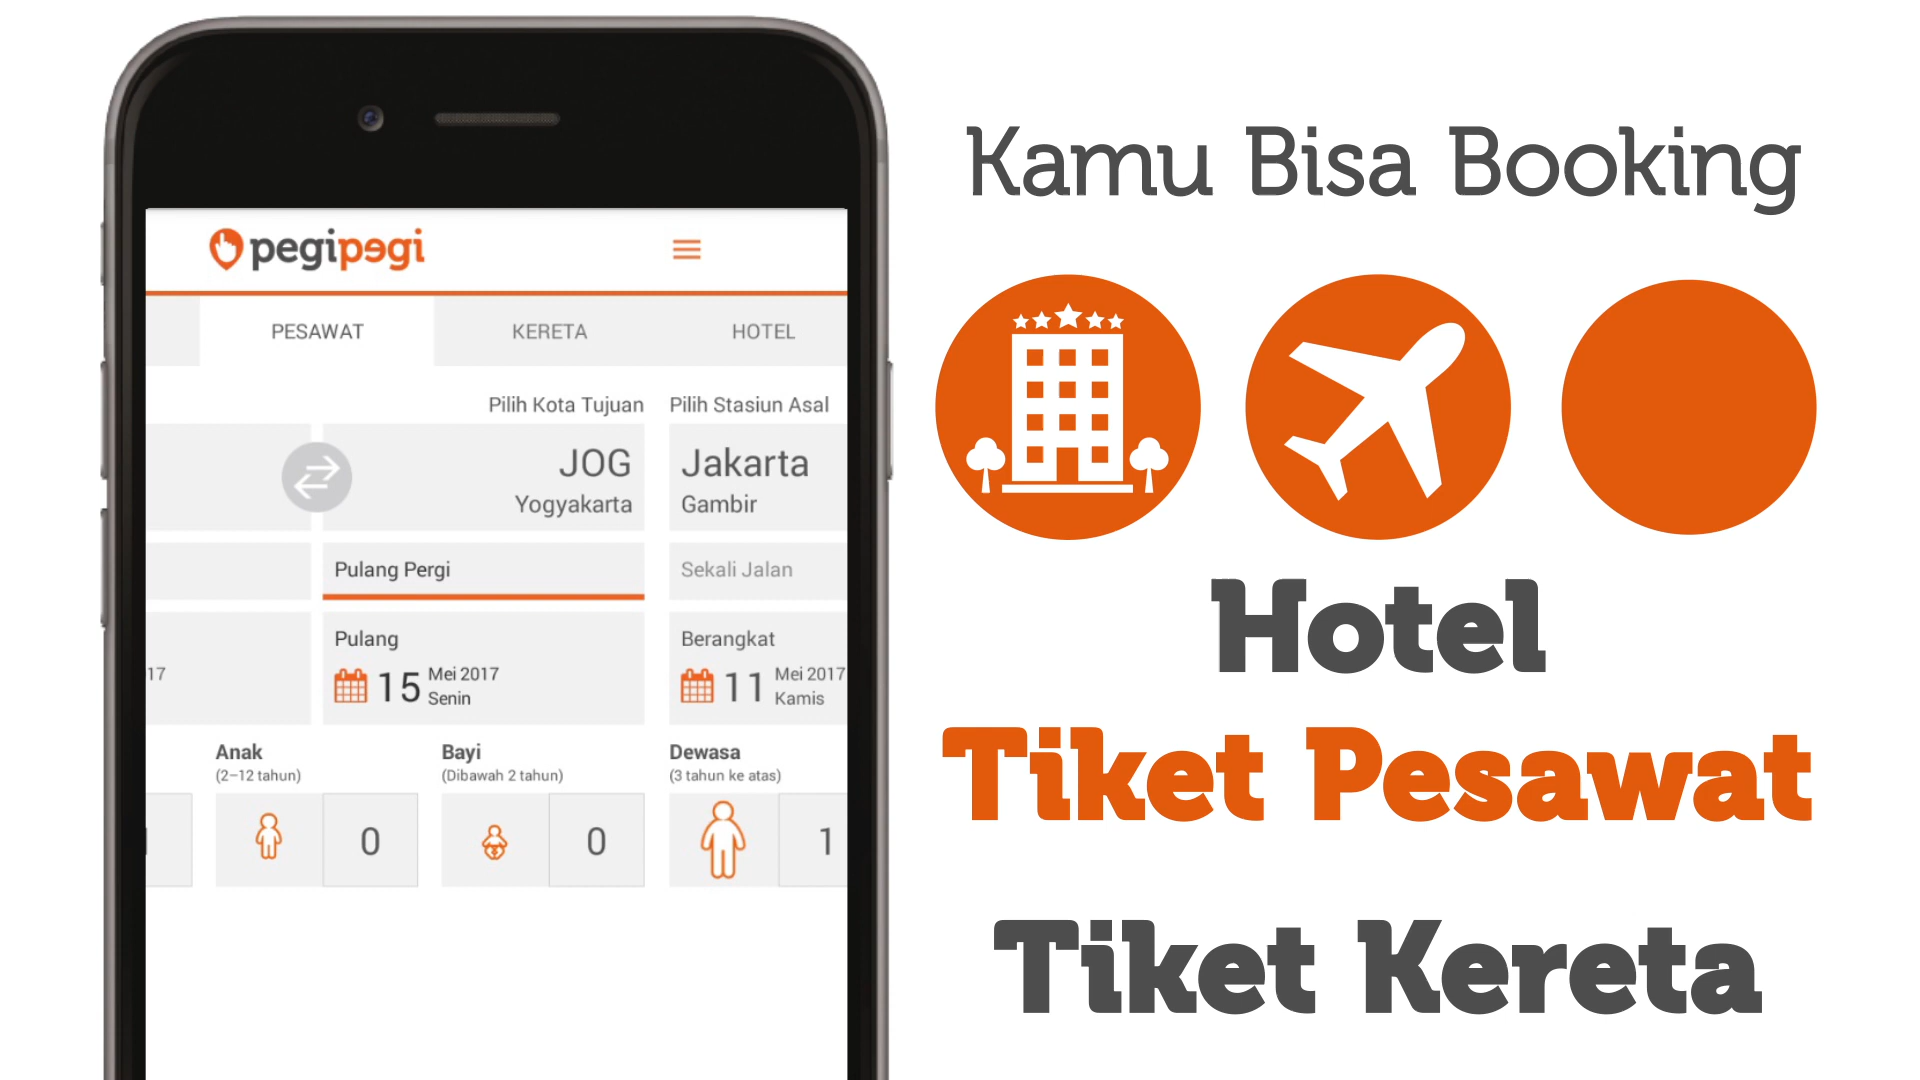 pegipegi
PESAWAT KERETA HOTEL
Pilih Kota Tujuan Pilih Stasiun Asal
JOG Jakarta
Yogyakarta Gambir
Pulang Pergi Sekali Jalan
Pulang Berangkat
17 15 Mei 2017 11 Mei 2017
Senin Kamis
Anak Bayi Dewasa
(2–12 tahun) (Dibawah 2 tahun) (3 tahun ke atas)
0 0 1
Kamu Bisa Booking
Hotel
Tiket Pesawat
Tiket Kereta